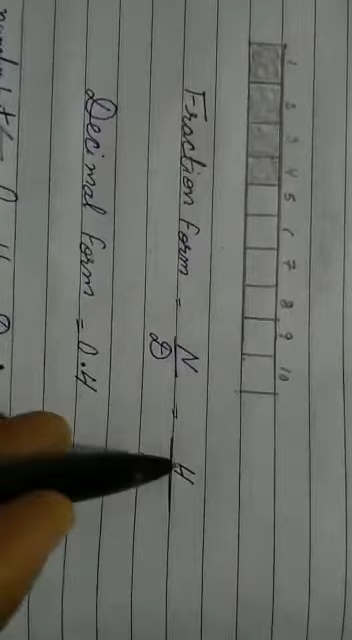 1 2 3 4 5 6 7 8 9 10
Fraction form = N/D = 4
Decimal form = 0.4